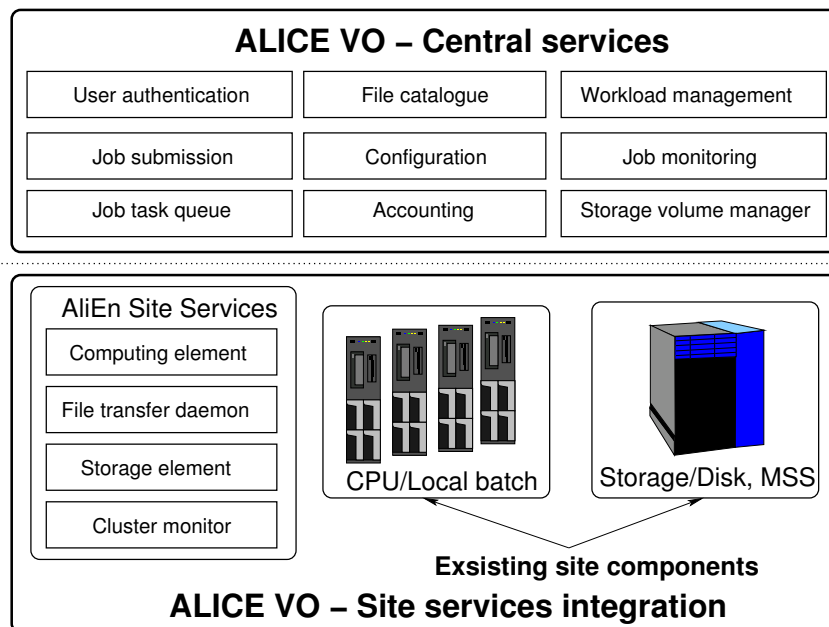 ALICE VO – Central services
User authentication
File catalogue
Workload management
Job submission
Configuration
Job monitoring
Job task queue
Accounting
Storage volume manager
AliEn Site Services
Computing element
File transfer daemon
Storage element
Cluster monitor
CPU/Local batch
Storage/Disk, MSS
Exsisting site components
ALICE VO – Site services integration